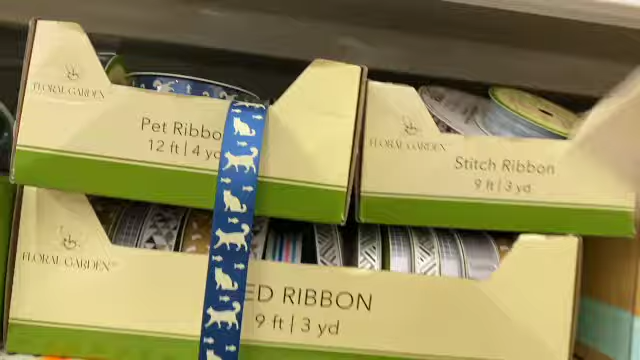 FLORAL GARDEN
Pet Ribbo
12 ft | 4 yd
FLORAL GARDEN
Stitch Ribbon
9 ft | 3 yd
FLORAL GARDEN
ED RIBBON
9 ft | 3 yd